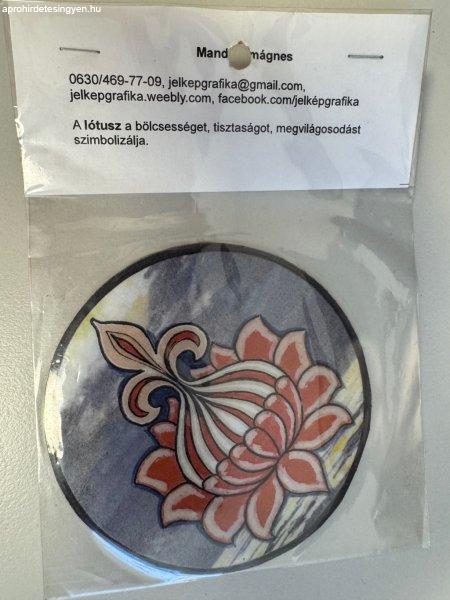 aprohirdetesingyen.hu
mágnes
0630/469-77-09, jelkepgrafika@gmail.com,
jelkepgrafika.weebly.com, facebook.com/jelképgrafika
A lótusz a bölcsességet, tisztaságot, megvilágosodást
szimbolizálja.